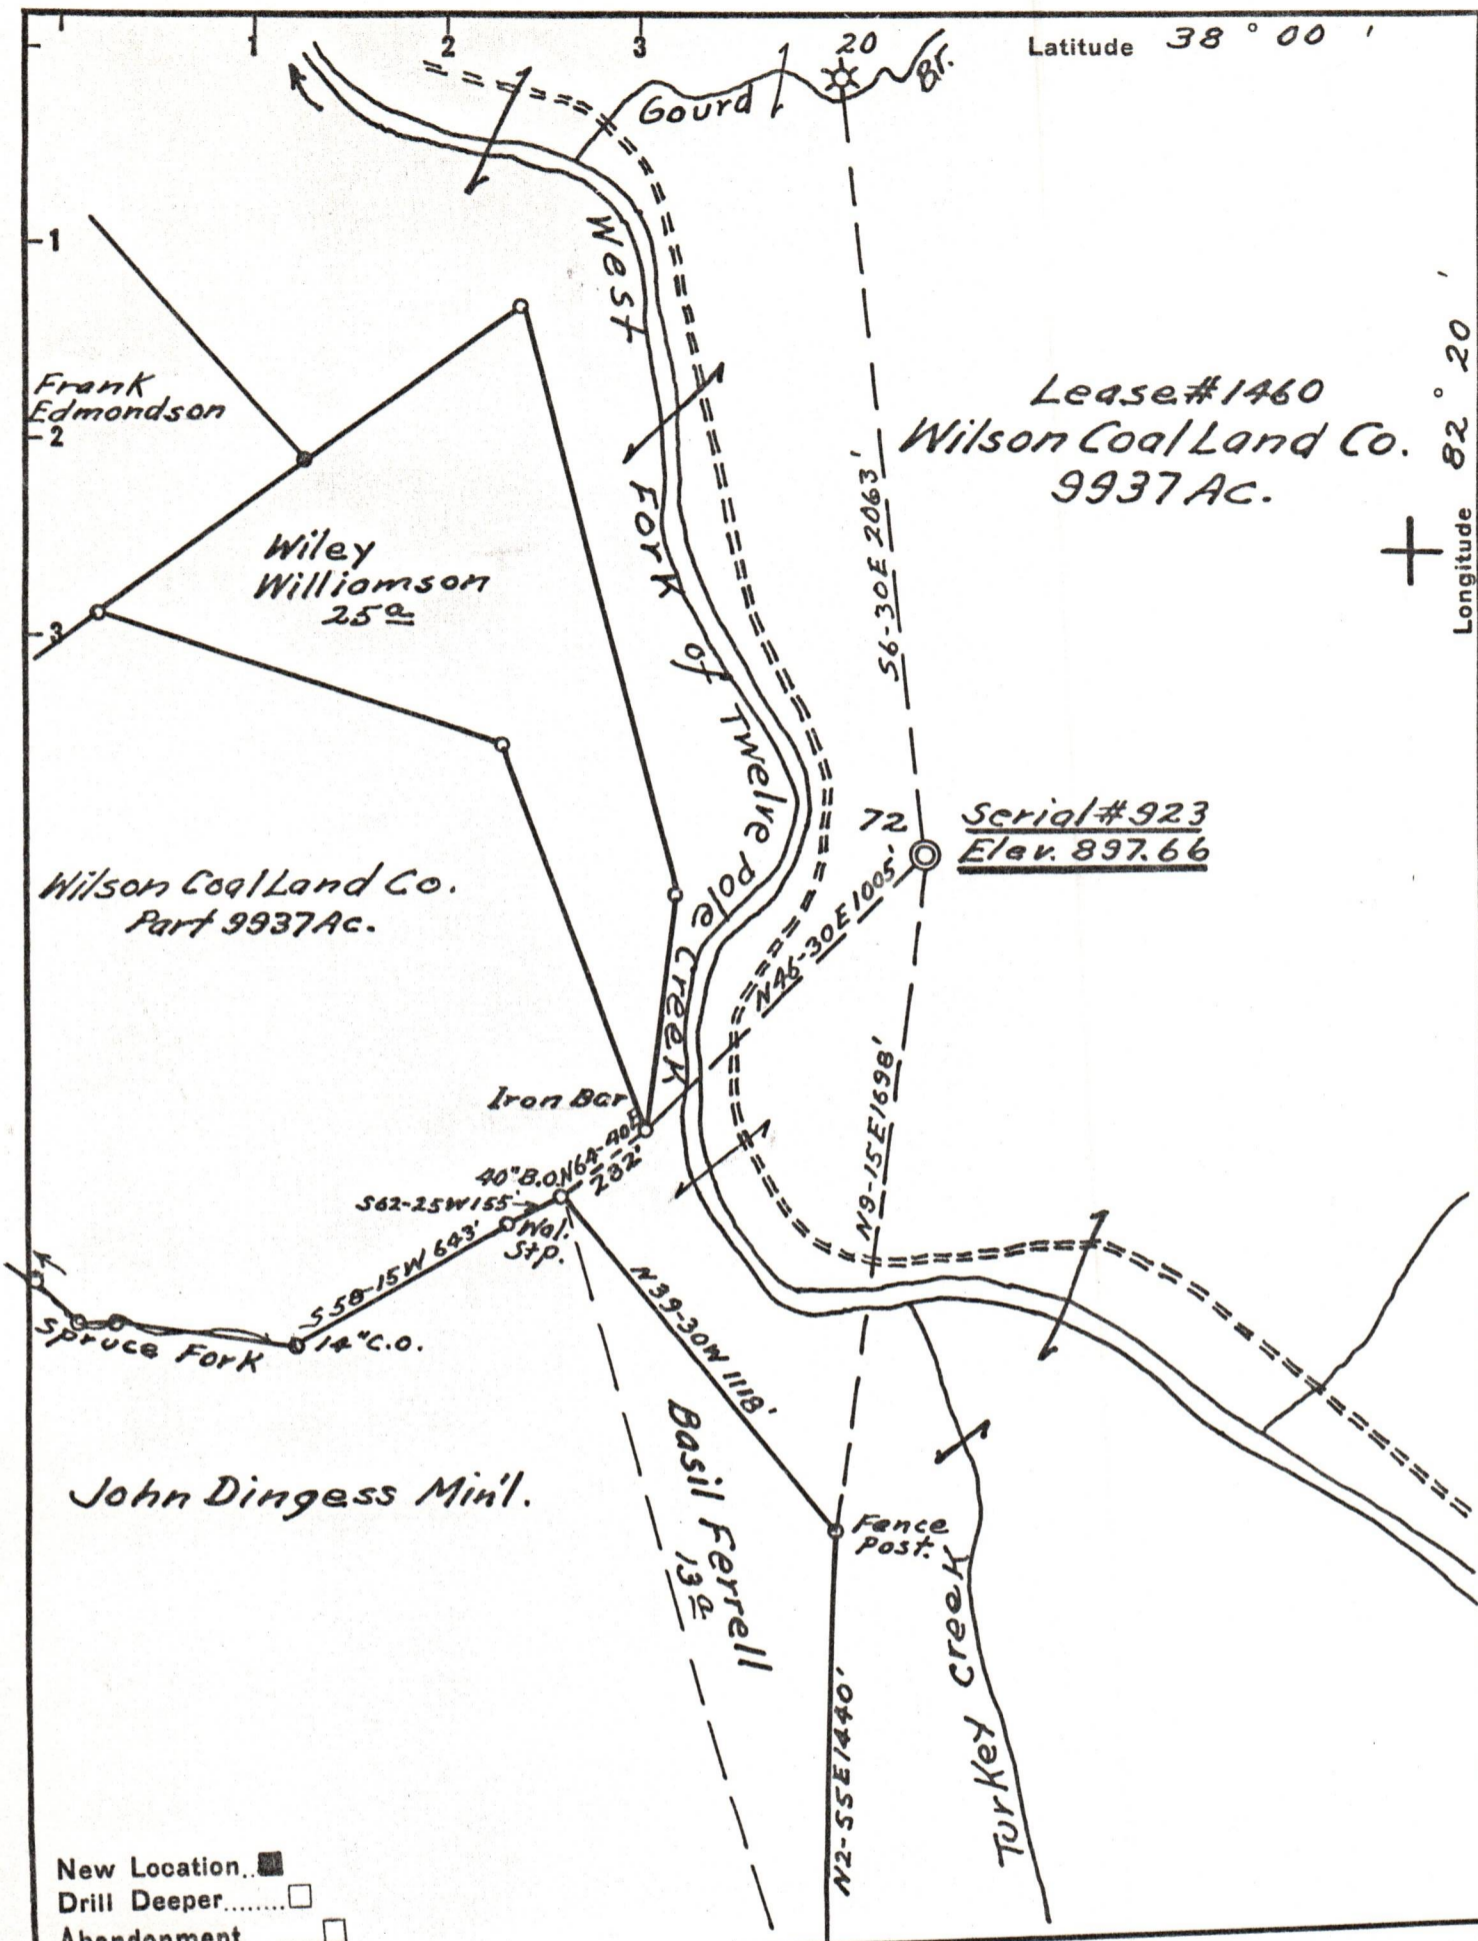 1 2 3 20
Latitude 38° 00'
Gourd Br.
1
2
3
Longitude 82° 20'
Frank
Edmondson
Lease #1460
Wilson Coal Land Co.
9937 Ac.
West Fork of Twelve pole Creek
S6-30E 2063'
Wiley
Williamson
25 a
72
Serial #923
Elev. 897.66
Wilson Coal Land Co.
Part 9937 Ac.
N46-30E 1005'
N9-15E 1698'
Iron Bar
N64-40E
282'
40" B.O.
S62-25W 155'
Wal.
Stp.
S58-15W 643'
14" C.O.
Spruce Fork
N39-30W 1118'
Basil Ferrell
13 a
John Dingess Min'l.
Fence
Post.
Turkey Creek
N2-55E 1440'
New Location..
Drill Deeper........
Abandonment